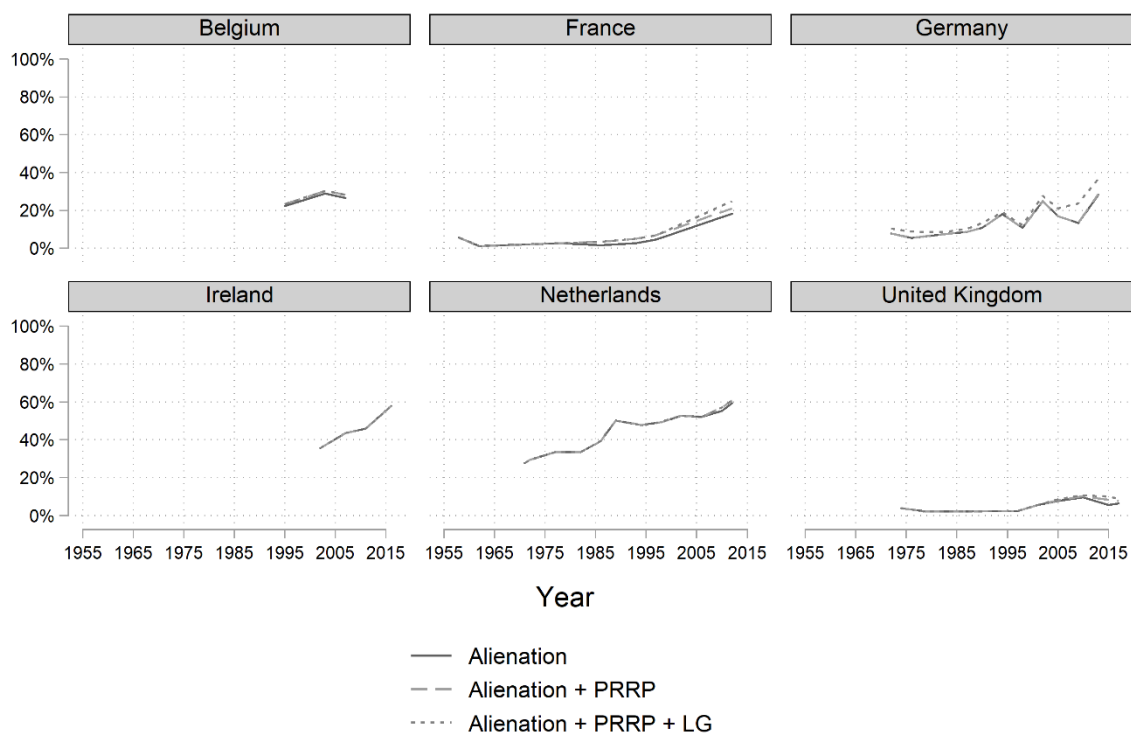 Belgium France Germany
100%
80%
60%
40%
20%
0%
Ireland Netherlands United Kingdom
100%
80%
60%
40%
20%
0%
1955 1965 1975 1985 1995 2005 2015 1955 1965 1975 1985 1995 2005 2015 1955 1965 1975 1985 1995 2005 2015
Year
Alienation
Alienation + PRRP
Alienation + PRRP + LG